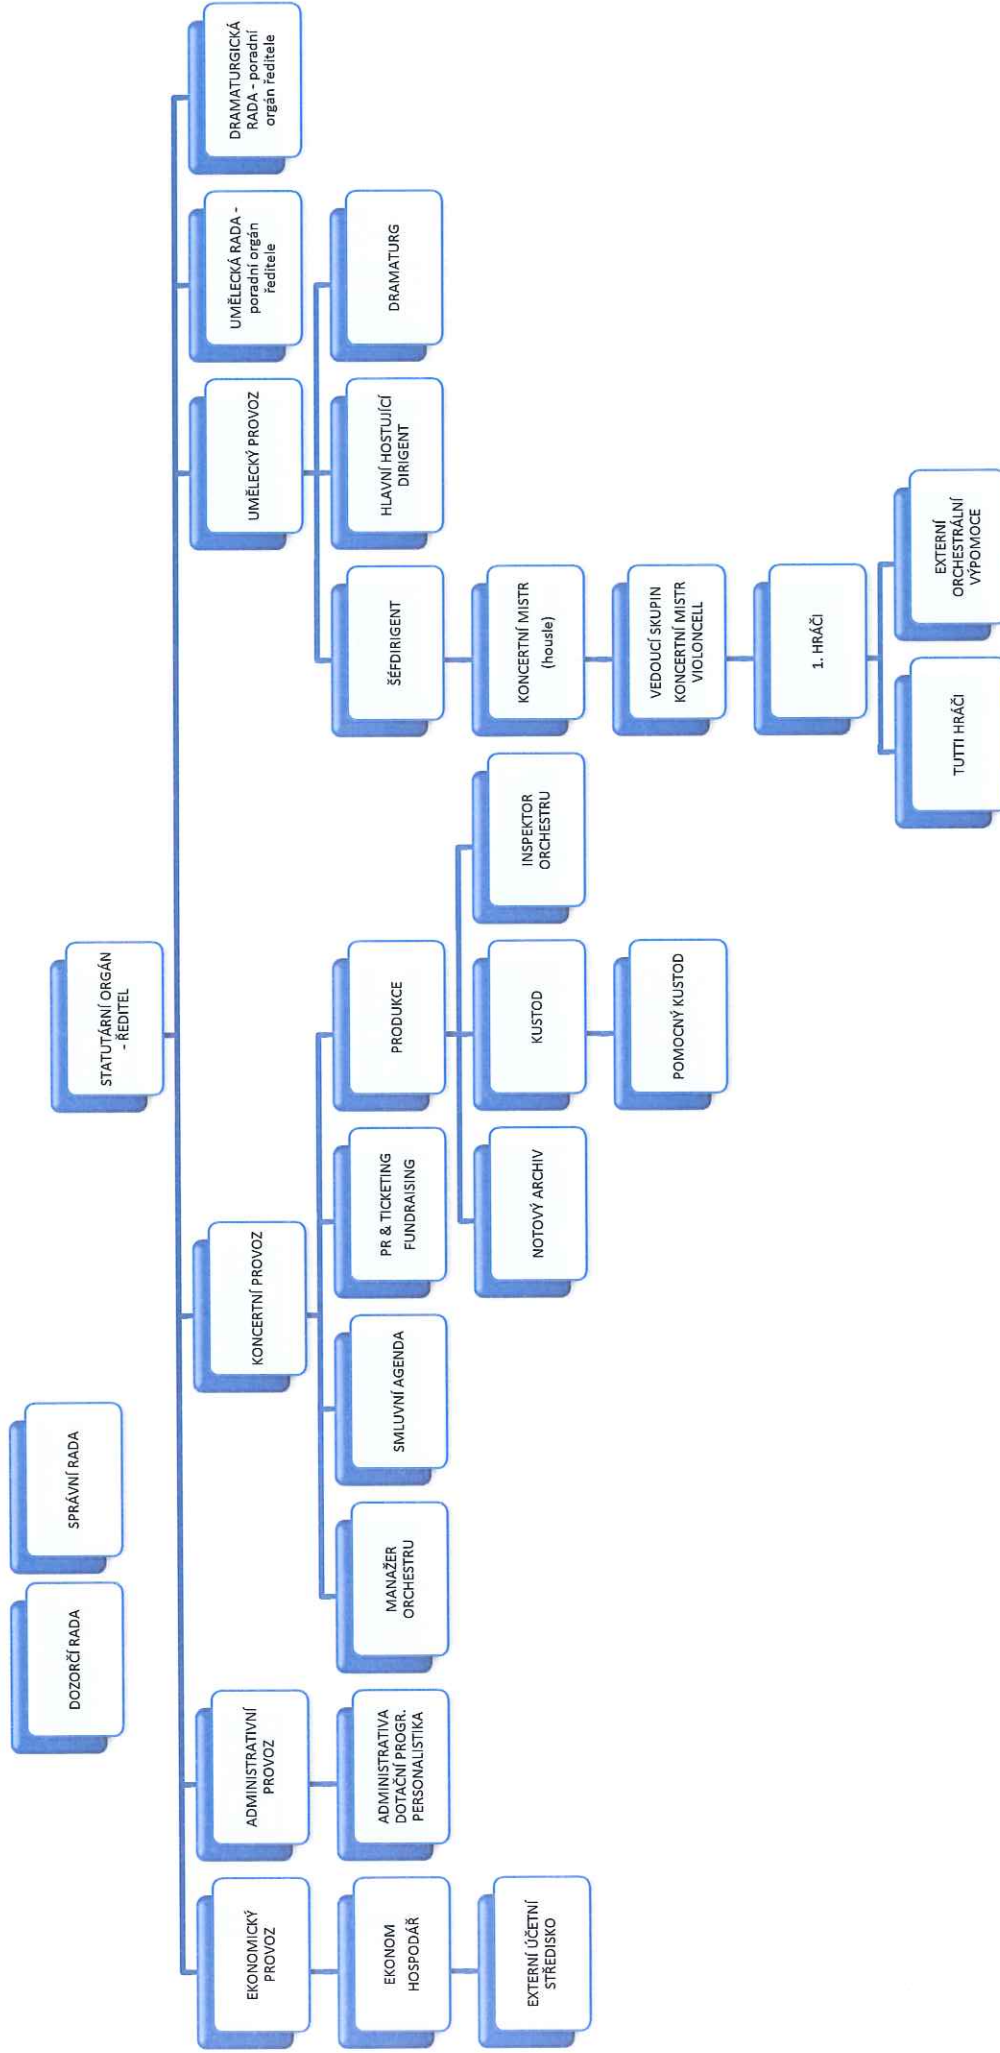 DOZORČÍ RADA
SPRÁVNÍ RADA
STATUTÁRNÍ ORGÁN
- ŘEDITEL
EKONOMICKÝ
PROVOZ
ADMINISTRATIVNÍ
PROVOZ
KONCERTNÍ PROVOZ
UMĚLECKÝ PROVOZ
UMĚLECKÁ RADA -
poradní orgán
ředitele
DRAMATURGICKÁ
RADA - poradní
orgán ředitele
EKONOM
HOSPODÁŘ
ADMINISTRATIVA
DOTAČNÍ PROGR.
PERSONALISTIKA
MANAŽER
ORCHESTRU
SMLUVNÍ AGENDA
PR & TICKETING
FUNDRAISING
PRODUKCE
ŠÉFDIRIGENT
HLAVNÍ HOSTUJÍCÍ
DIRIGENT
DRAMATURG
EXTERNÍ ÚČETNÍ
STŘEDISKO
NOTOVÝ ARCHIV
KUSTOD
INSPEKTOR
ORCHESTRU
KONCERTNÍ MISTR
(housle)
POMOCNÝ KUSTOD
VEDOUCÍ SKUPIN
KONCERTNÍ MISTR
VIOLONCELL
1. HRÁČI
TUTTI HRÁČI
EXTERNÍ
ORCHESTRÁLNÍ
VÝPOMOCE